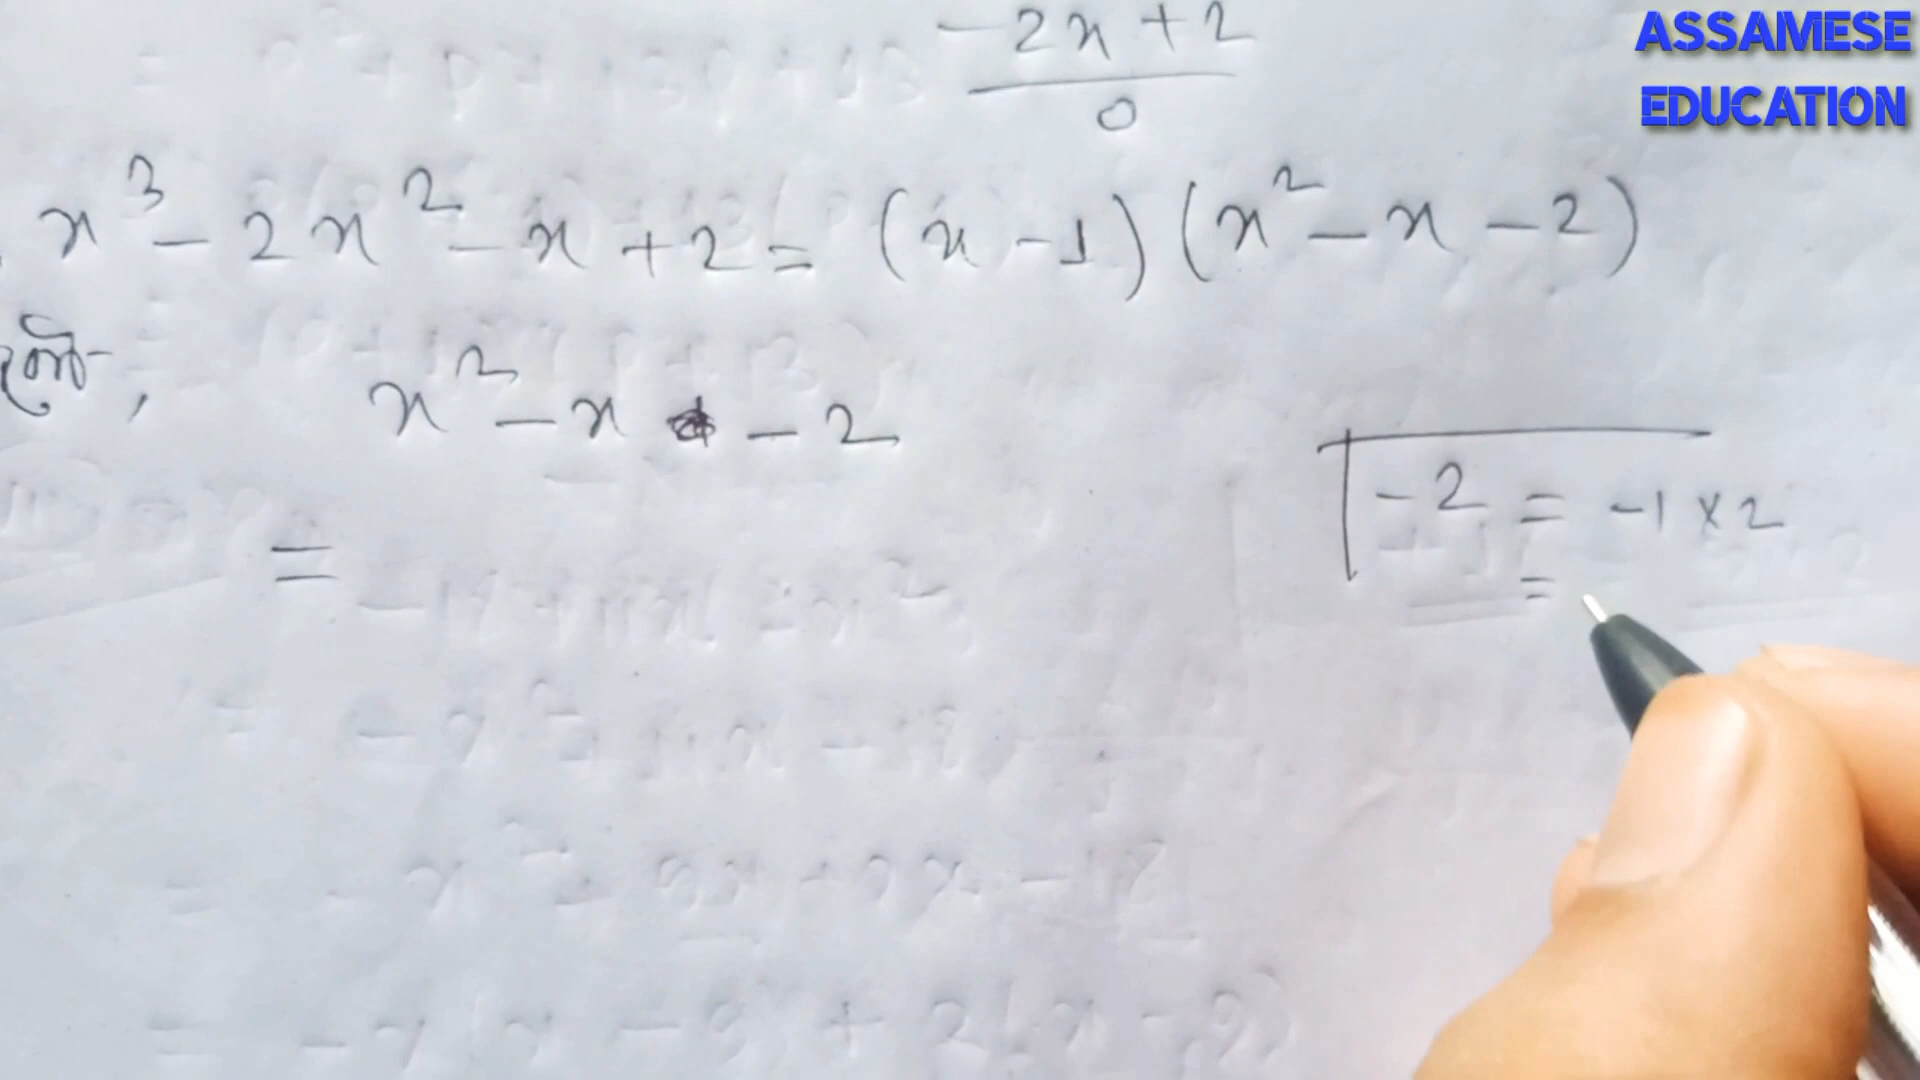 ASSAMESE
EDUCATION
-2x+2
0
x³-2x²-x+2=(x-1)(x²-x-2)
, x²-x -2
-2 = -1×2
=
=